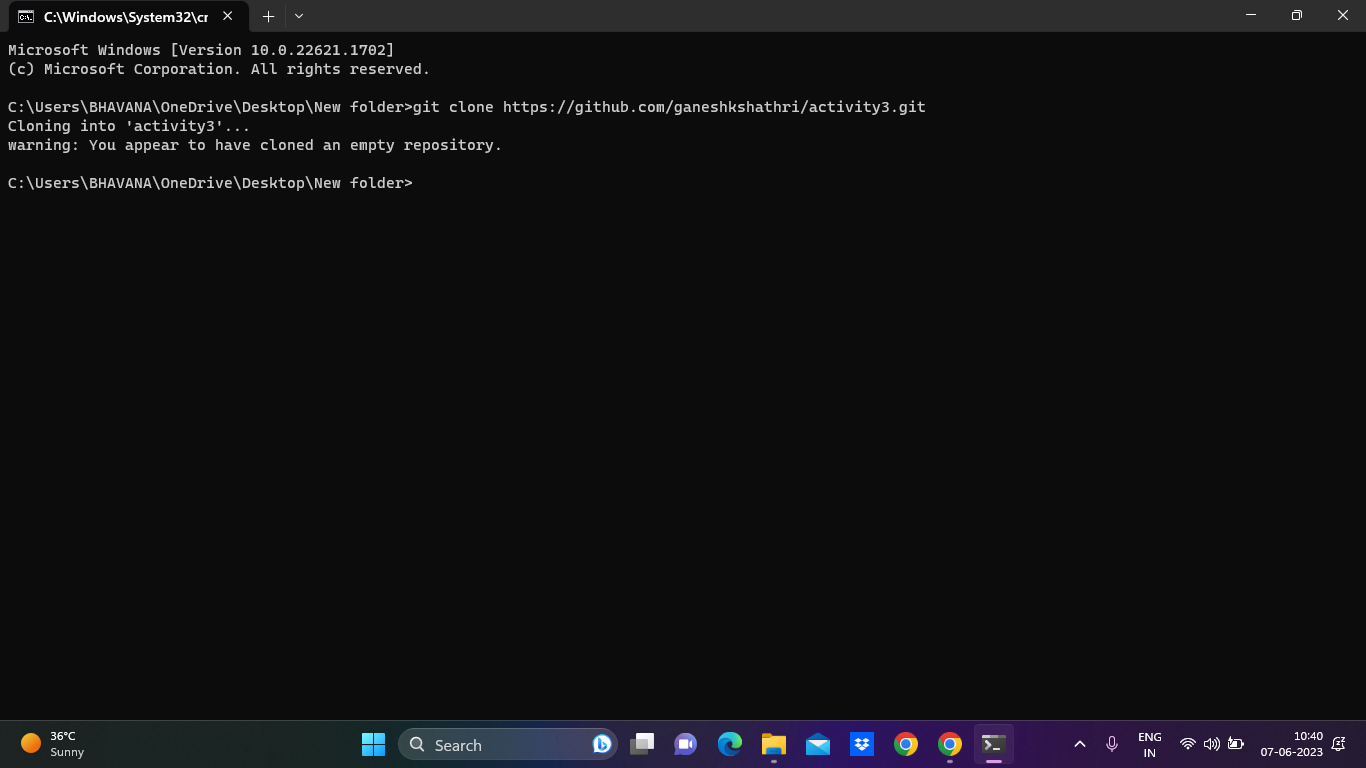 C:\Windows\System32\cr
Microsoft Windows [Version 10.0.22621.1702]
(c) Microsoft Corporation. All rights reserved.
C:\Users\BHAVANA\OneDrive\Desktop\New folder>git clone https://github.com/ganeshkshathri/activity3.git
Cloning into 'activity3'...
warning: You appear to have cloned an empty repository.
C:\Users\BHAVANA\OneDrive\Desktop\New folder>
36°C
Sunny
Search
ENG
IN
10:40
07-06-2023